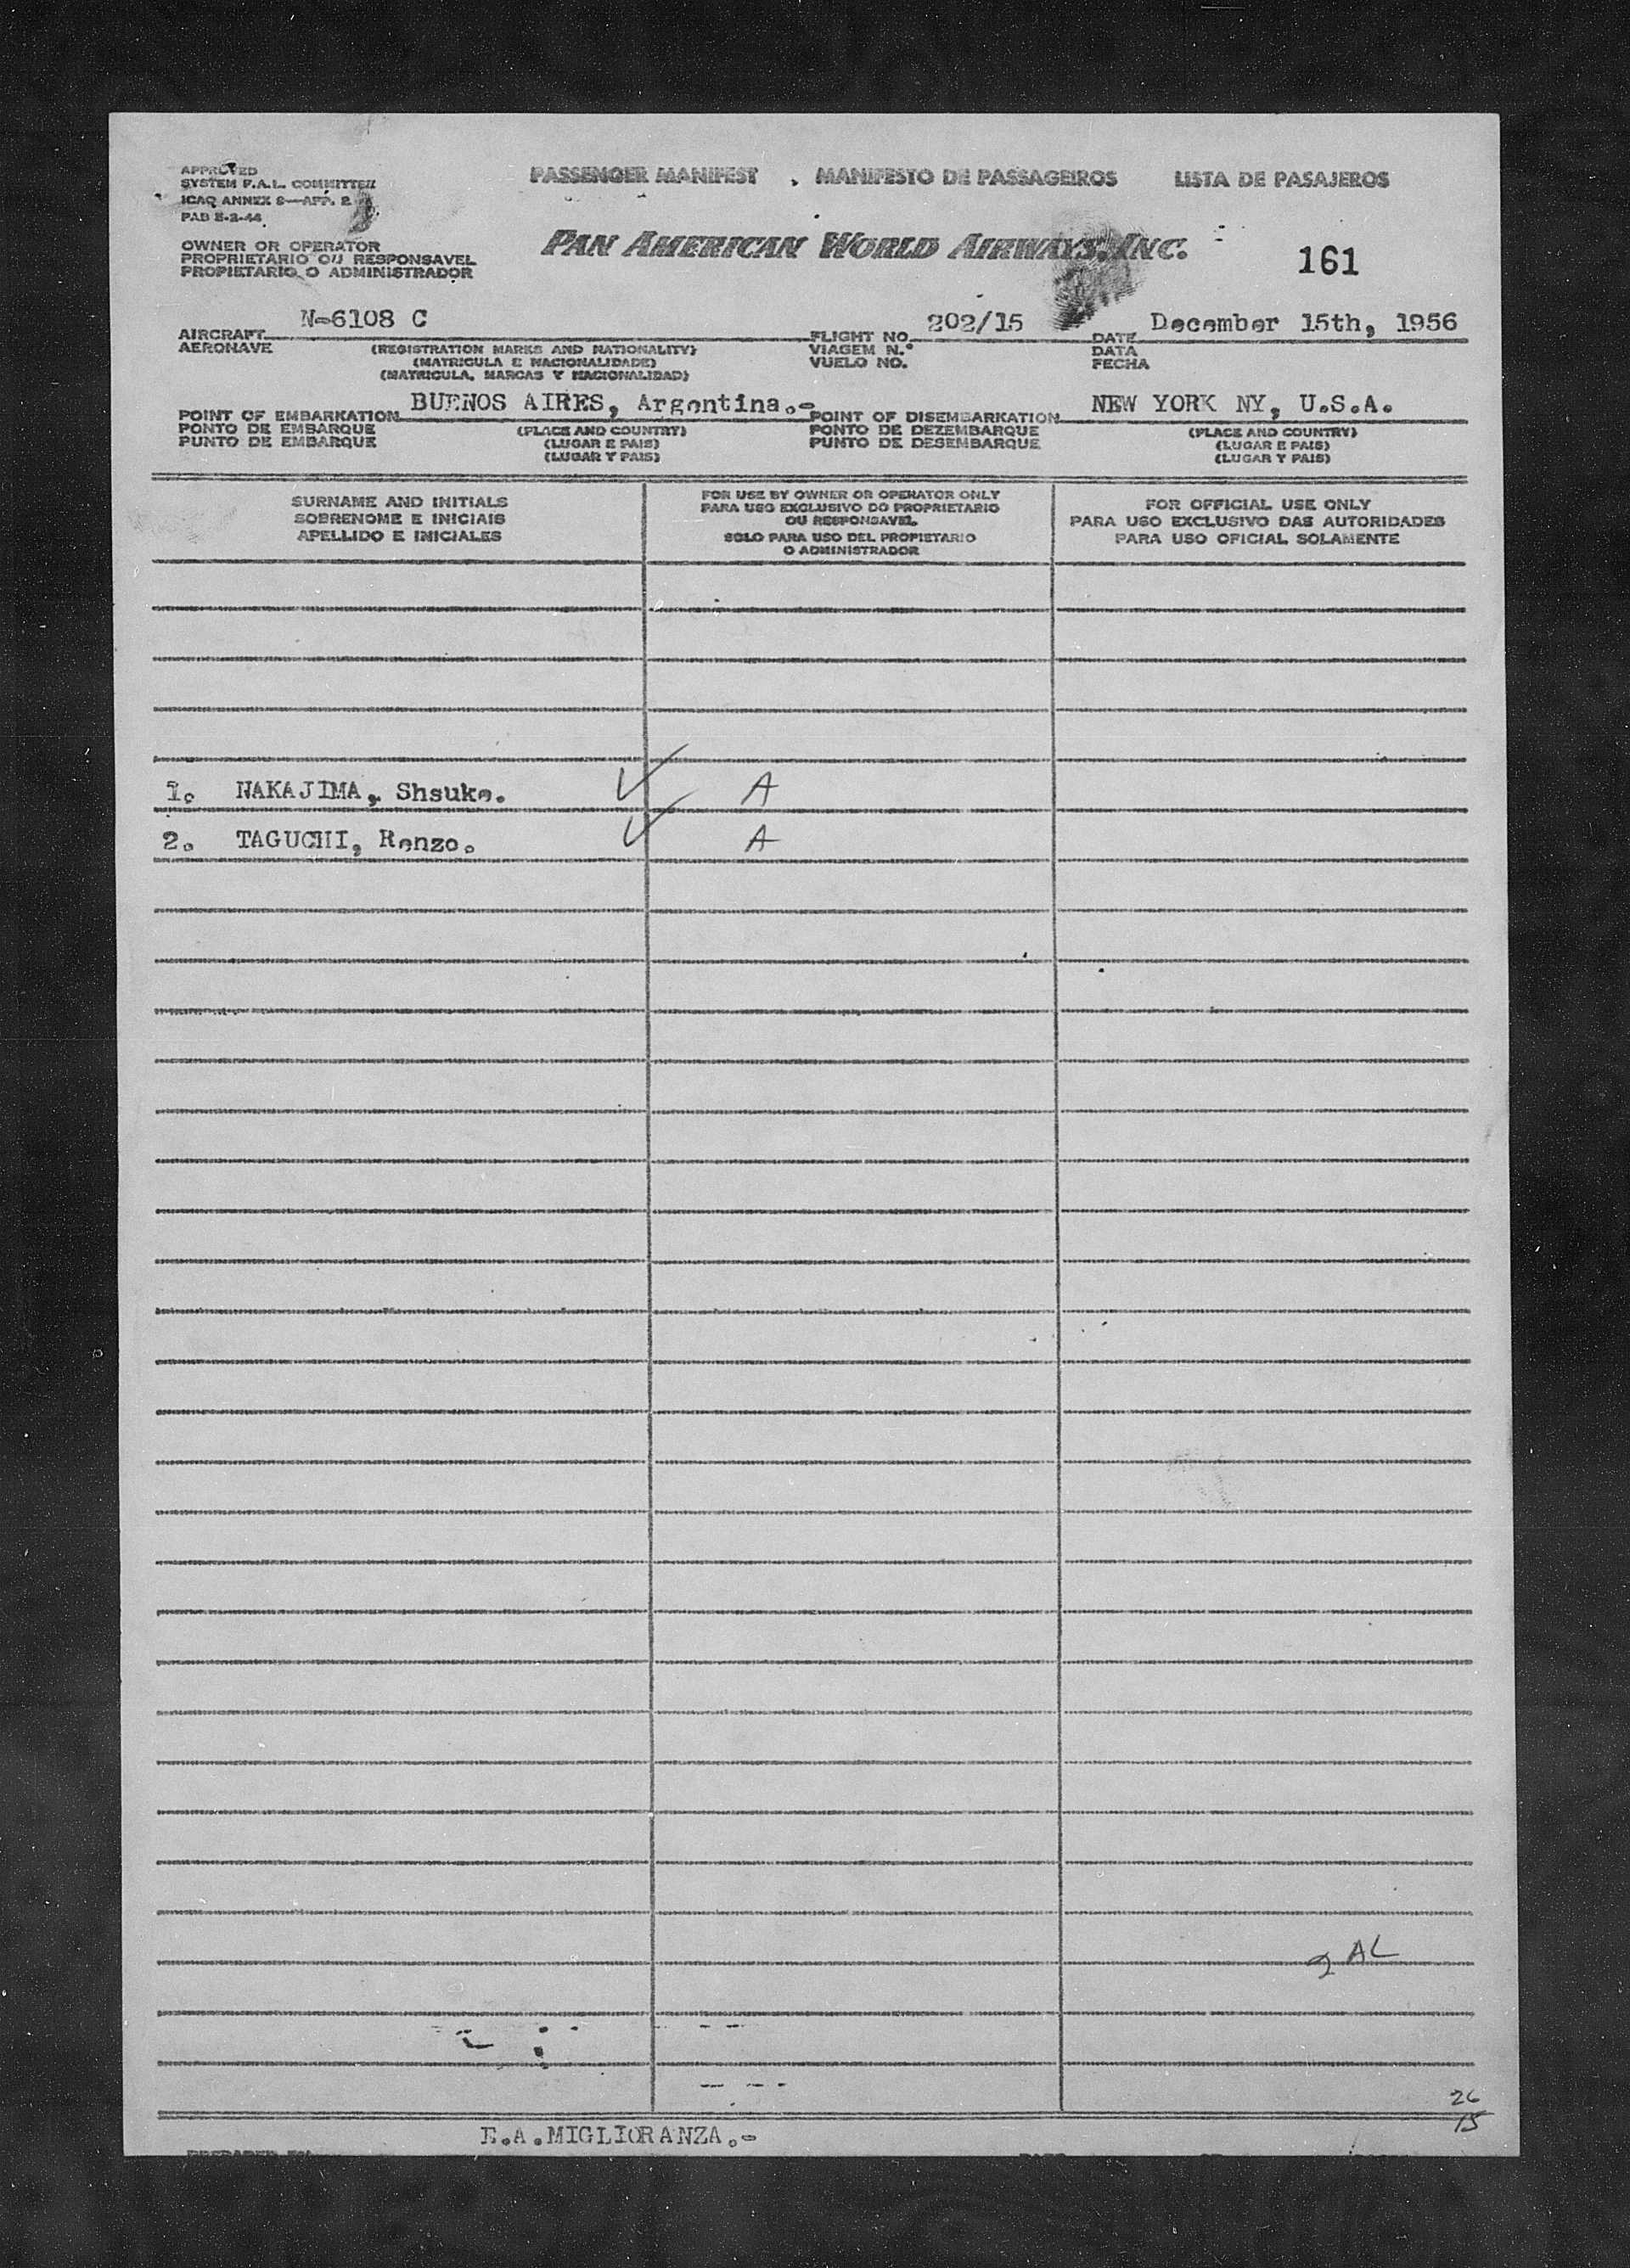 APPROVED
SYSTEM F.A.L. COMMITTEE
ICAO ANNEX 9—APP. 2
PAD 8-2-44
PASSENGER MANIFEST . MANIFESTO DE PASSAGEIROS LISTA DE PASAJEROS
OWNER OR OPERATOR
PROPRIETARIO OU RESPONSAVEL
PROPIETARIO O ADMINISTRADOR
PAN AMERICAN WORLD AIRWAYS, INC.
161
AIRCRAFT N-6108 C FLIGHT NO. 202/15 DATE December 15th, 1956
AERONAVE (REGISTRATION MARKS AND NATIONALITY) VIAGEM N.° DATA
(MATRICULA E NACIONALIDADE) VUELO NO. FECHA
(MATRICULA, MARCAS Y NACIONALIDAD)
POINT OF EMBARKATION BUENOS AIRES, Argentina.- POINT OF DISEMBARKATION NEW YORK NY, U.S.A.
PONTO DE EMBARQUE (PLACE AND COUNTRY) PONTO DE DEZEMBARQUE (PLACE AND COUNTRY)
PUNTO DE EMBARQUE (LUGAR E PAIS) PUNTO DE DESEMBARQUE (LUGAR E PAIS)
(LUGAR Y PAIS) (LUGAR Y PAIS)
SURNAME AND INITIALS
SOBRENOME E INICIAIS
APELLIDO E INICIALES
FOR USE BY OWNER OR OPERATOR ONLY
PARA USO EXCLUSIVO DO PROPRIETARIO
OU RESPONSAVEL
SOLO PARA USO DEL PROPIETARIO
O ADMINISTRADOR
FOR OFFICIAL USE ONLY
PARA USO EXCLUSIVO DAS AUTORIDADES
PARA USO OFICIAL SOLAMENTE
1. NAKAJIMA, Shsuke. ✓ A
2. TAGUCHI, Renzo. ✓ A
2 AL
26
15
E.A.MIGLIORANZA.-